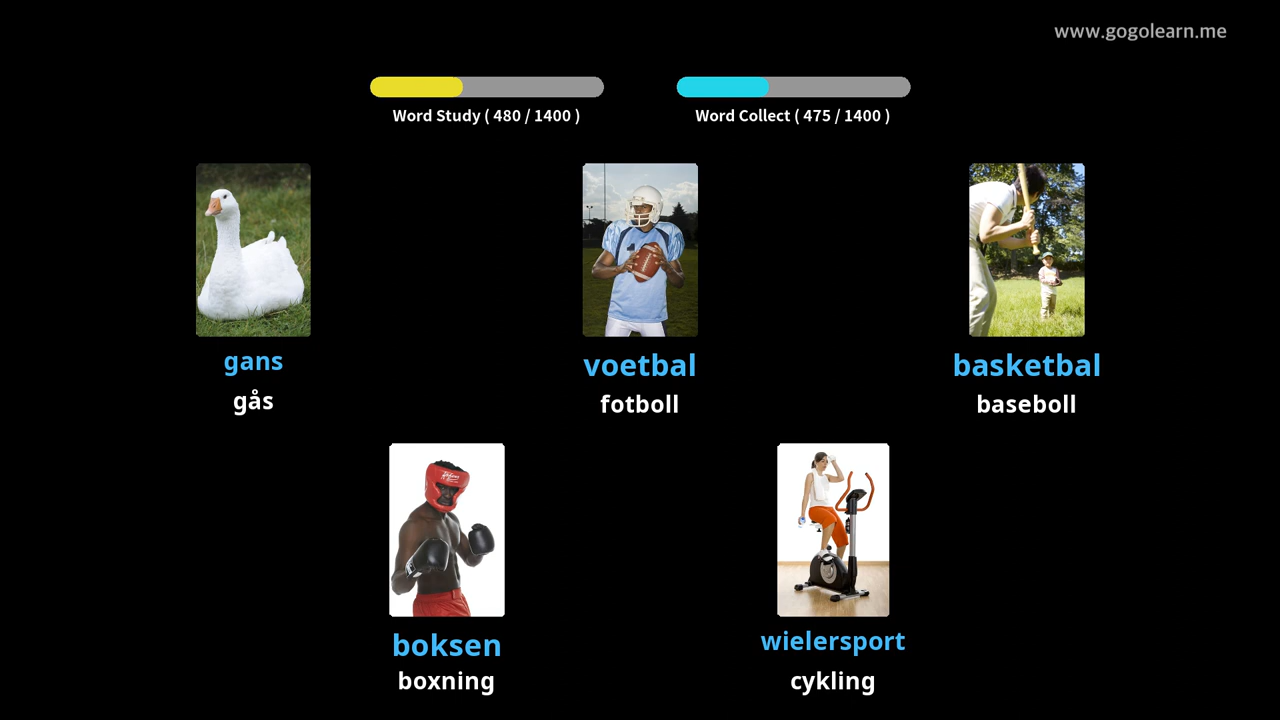 www.gogolearn.me
Word Study ( 480 / 1400 )
Word Collect ( 475 / 1400 )
gans
gås
voetbal
fotboll
basketbal
baseboll
boksen
boxning
wielersport
cykling